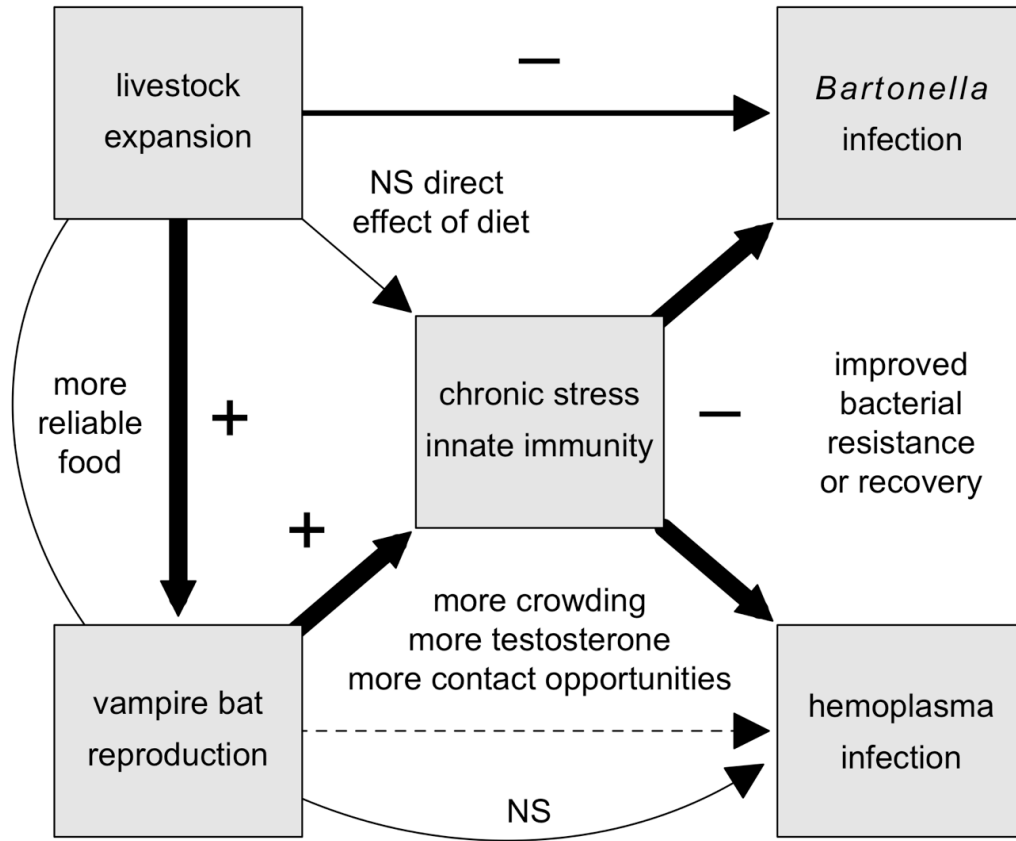 livestock
expansion
−
Bartonella
infection
NS direct
effect of diet
more
reliable
food
+
chronic stress
innate immunity
−
improved
bacterial
resistance
or recovery
+
more crowding
more testosterone
more contact opportunities
vampire bat
reproduction
hemoplasma
infection
NS